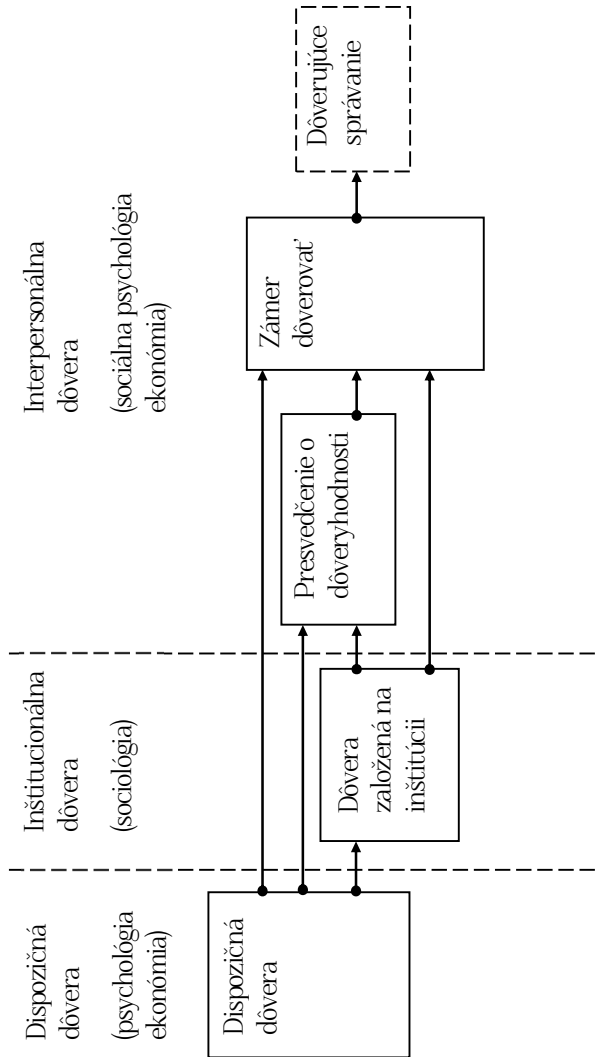 Dispozičná
dôvera
(psychológia
ekonómia)
Inštitucionálna
dôvera
(sociológia)
Interpersonálna
dôvera
(sociálna psychológia
ekonómia)
Dispozičná
dôvera
Dôvera
založená na
inštitúcii
Presvedčenie o
dôveryhodnosti
Zámer
dôverovať
Dôverujúce
správanie